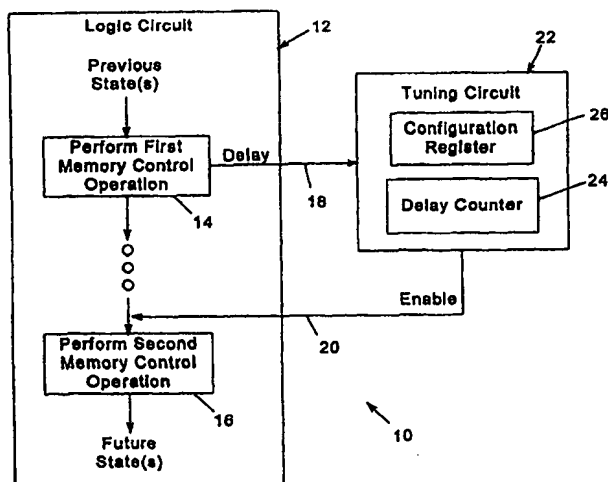 Logic Circuit
12
Previous
State(s)
Perform First
Memory Control
Operation
14
Delay
18
22
Tuning Circuit
Configuration
Register
26
Delay Counter
24
Enable
20
Perform Second
Memory Control
Operation
16
Future
State(s)
10